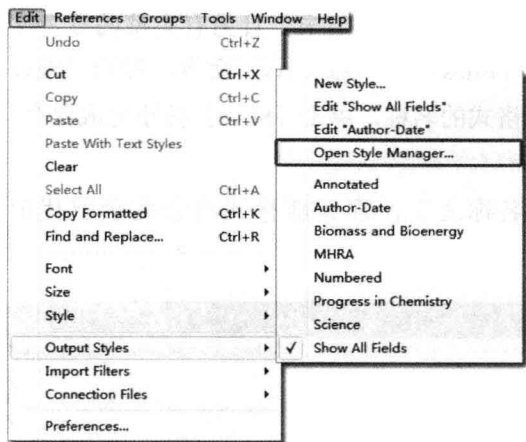 Edit References Groups Tools Window Help
Undo Ctrl+Z
Cut Ctrl+X
Copy Ctrl+C
Paste Ctrl+V
Paste With Text Styles
Clear
Select All Ctrl+A
Copy Formatted Ctrl+K
Find and Replace... Ctrl+R
Font
Size
Style
Output Styles
Import Filters
Connection Files
Preferences...
New Style...
Edit "Show All Fields"
Edit "Author-Date"
Open Style Manager...
Annotated
Author-Date
Biomass and Bioenergy
MHRA
Numbered
Progress in Chemistry
Science
✓ Show All Fields